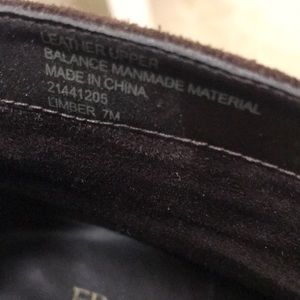 LEATHER UPPER
BALANCE MANMADE MATERIAL
MADE IN CHINA
21441205
LIMBER 7M